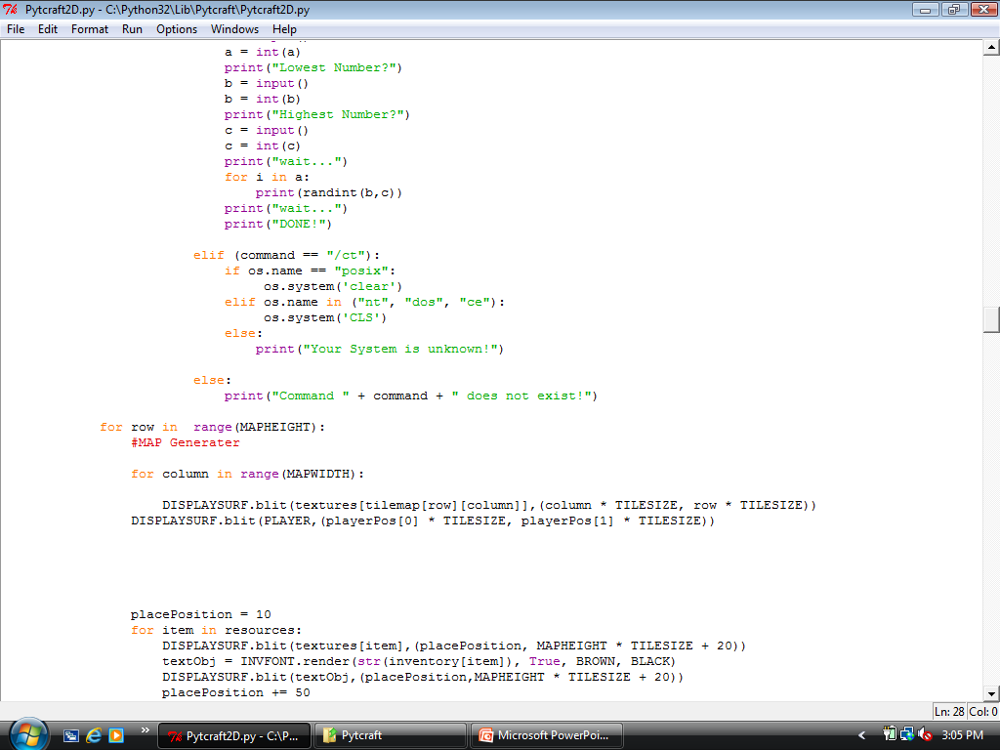 Pytcraft2D.py - C:\Python32\Lib\Pytcraft\Pytcraft2D.py
File Edit Format Run Options Windows Help
a = int(a)
print("Lowest Number?")
b = input()
b = int(b)
print("Highest Number?")
c = input()
c = int(c)
print("wait...")
for i in a:
print(randint(b,c))
print("wait...")
print("DONE!")
elif (command == "/ct"):
if os.name == "posix":
os.system('clear')
elif os.name in ("nt", "dos", "ce"):
os.system('CLS')
else:
print("Your System is unknown!")
else:
print("Command " + command + " does not exist!")
for row in  range(MAPHEIGHT):
#MAP Generater
for column in range(MAPWIDTH):
DISPLAYSURF.blit(textures[tilemap[row][column]],(column * TILESIZE, row * TILESIZE))
DISPLAYSURF.blit(PLAYER,(playerPos[0] * TILESIZE, playerPos[1] * TILESIZE))
placePosition = 10
for item in resources:
DISPLAYSURF.blit(textures[item],(placePosition, MAPHEIGHT * TILESIZE + 20))
textObj = INVFONT.render(str(inventory[item]), True, BROWN, BLACK)
DISPLAYSURF.blit(textObj,(placePosition,MAPHEIGHT * TILESIZE + 20))
placePosition += 50
Ln: 28 Col: 0
Pytcraft2D.py - C:\P... Pytcraft Microsoft PowerPoi... 3:05 PM